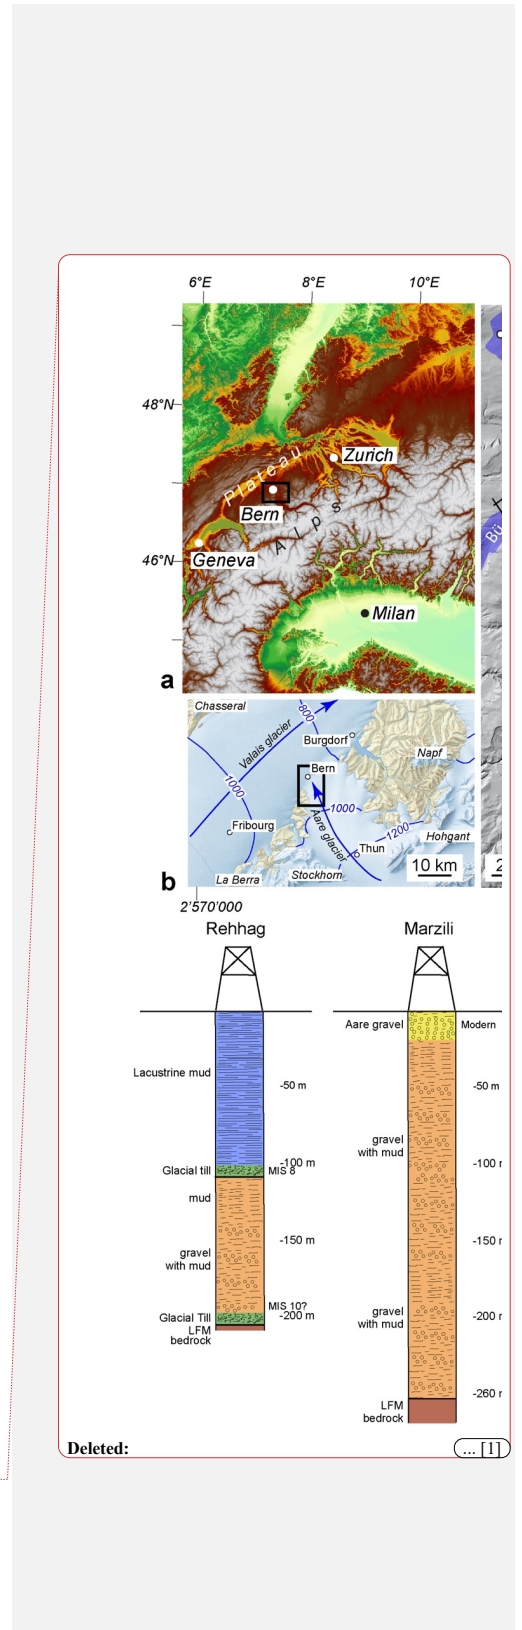 6°E 8°E 10°E
48°N
46°N
Plateau
Zurich
Bern
Alps
Geneva
Milan
a
Bü
Chasseral
800
Valais glacier
Burgdorf
Napf
Bern
1000
1000
Aare glacier
1200
Fribourg
Hohgant
Thun
10 km
2
La Berra
Stockhorn
b
2'570'000
Rehhag
Lacustrine mud
-50 m
-100 m
Glacial till
MIS 8
mud
-150 m
gravel
with mud
MIS 10?
-200 m
Glacial Till
LFM
bedrock
Marzili
Aare gravel
Modern
-50 m
gravel
with mud
-100 r
-150 r
gravel
with mud
-200 r
-260 r
LFM
bedrock
Deleted:
... [1]